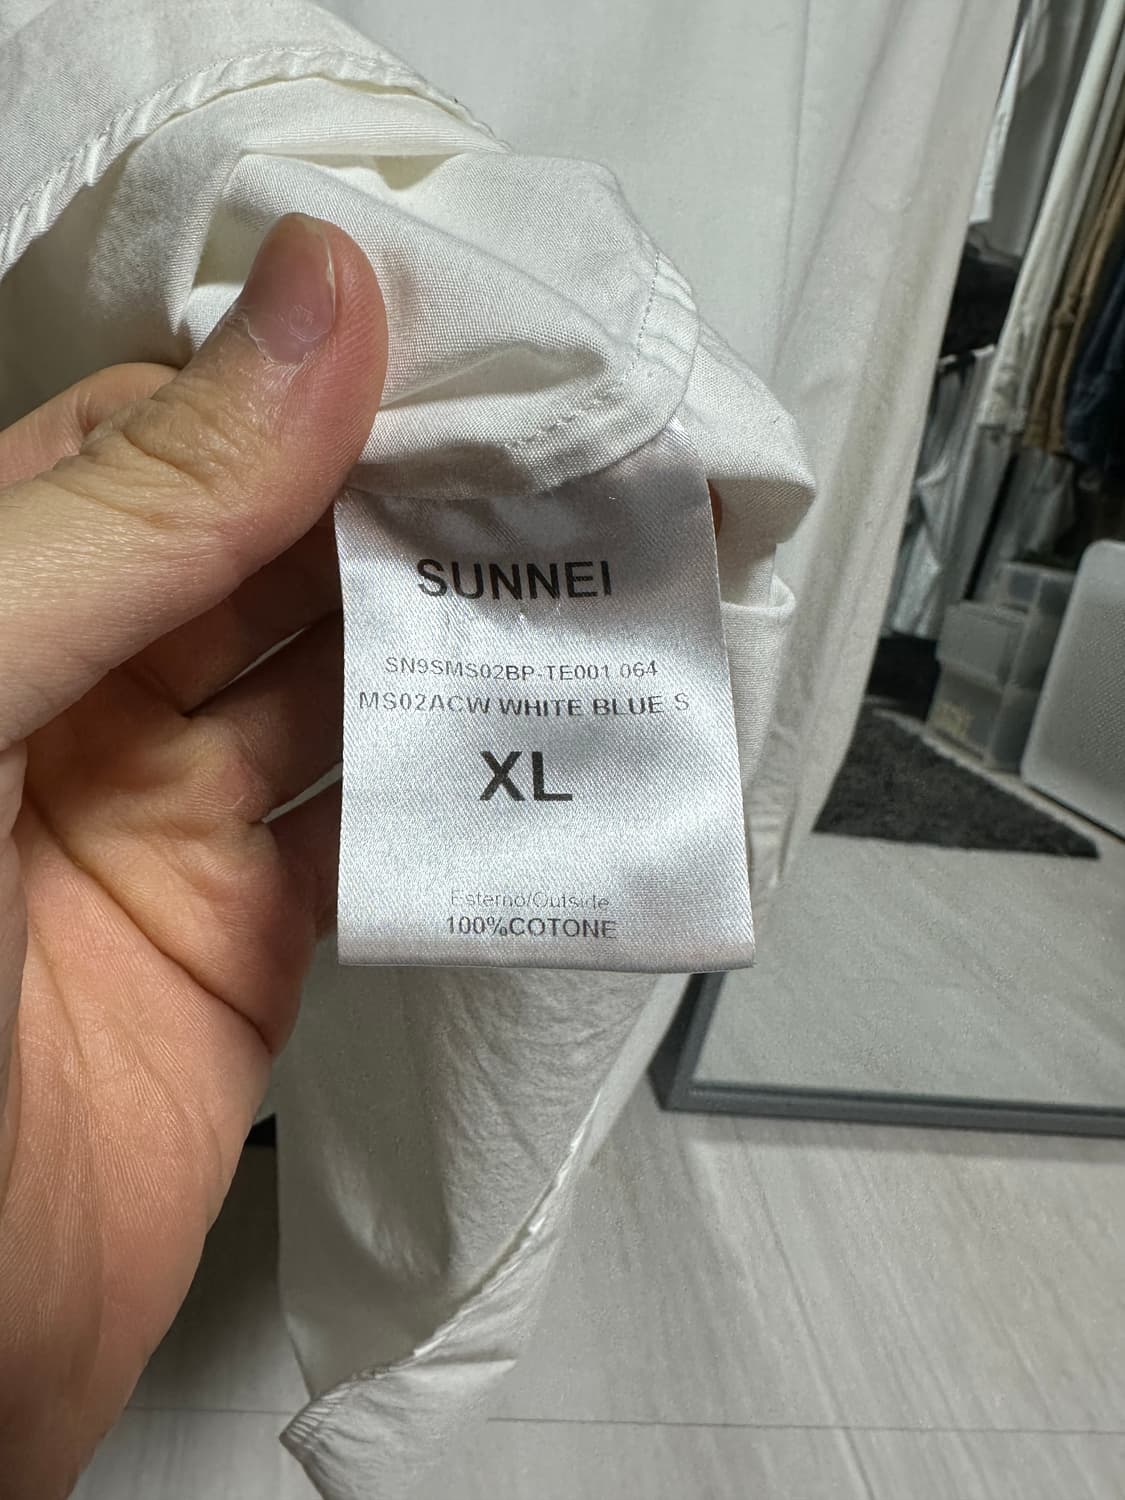 SUNNEI
SN9SMS02BP-TE001 064
MS02ACW WHITE BLUE S
XL
Esterno/Outside
100%COTONE